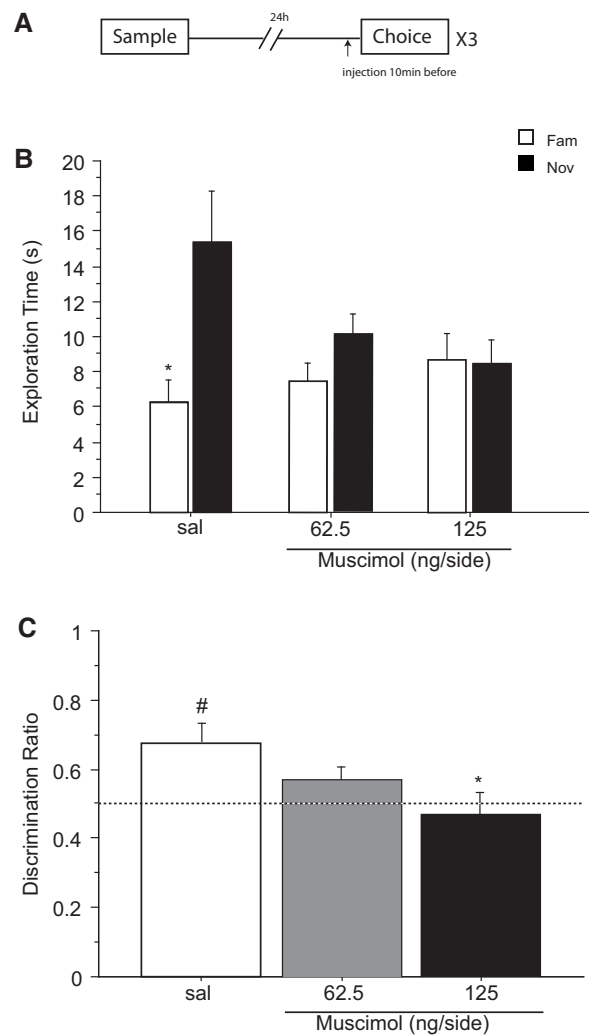 A
Sample
24h
Choice
X3
injection 10min before
B
Fam
Nov
Exploration Time (s)
20
18
16
14
12
10
8
6
4
2
0
*
sal
62.5
125
Muscimol (ng/side)
C
Discrimination Ratio
1
0.8
0.6
0.4
0.2
0
#
*
sal
62.5
125
Muscimol (ng/side)